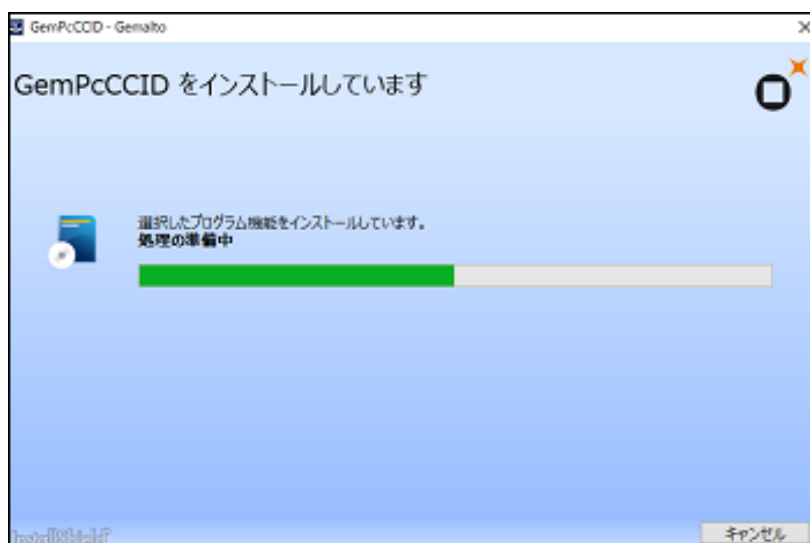 GemPcCCID - Gemalto
GemPcCCID をインストールしています
選択したプログラム機能をインストールしています。
処理の準備中
InstallShield
キャンセル